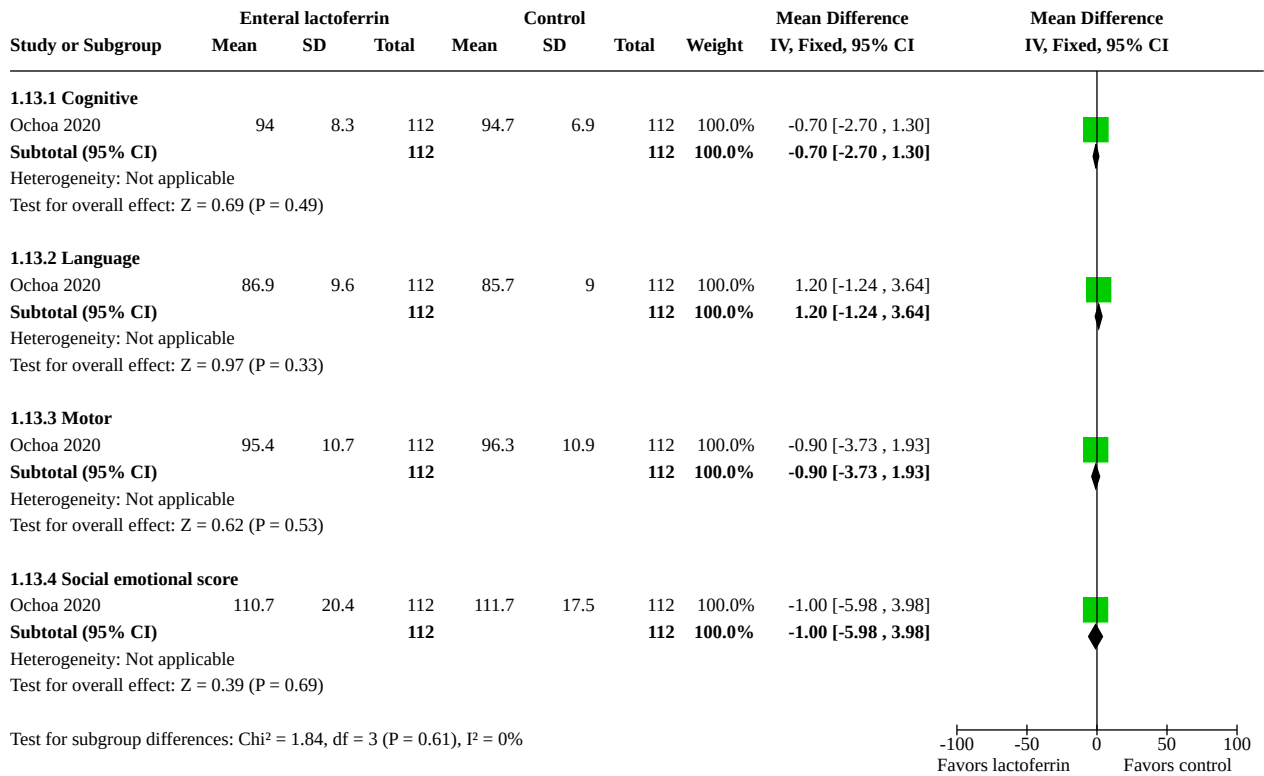 Enteral lactoferrin Control Mean Difference Mean Difference
Study or Subgroup Mean SD Total Mean SD Total Weight IV, Fixed, 95% CI IV, Fixed, 95% CI
1.13.1 Cognitive
Ochoa 2020 94 8.3 112 94.7 6.9 112 100.0% -0.70 [-2.70 , 1.30]
Subtotal (95% CI) 112 112 100.0% -0.70 [-2.70 , 1.30]
Heterogeneity: Not applicable
Test for overall effect: Z = 0.69 (P = 0.49)
1.13.2 Language
Ochoa 2020 86.9 9.6 112 85.7 9 112 100.0% 1.20 [-1.24 , 3.64]
Subtotal (95% CI) 112 112 100.0% 1.20 [-1.24 , 3.64]
Heterogeneity: Not applicable
Test for overall effect: Z = 0.97 (P = 0.33)
1.13.3 Motor
Ochoa 2020 95.4 10.7 112 96.3 10.9 112 100.0% -0.90 [-3.73 , 1.93]
Subtotal (95% CI) 112 112 100.0% -0.90 [-3.73 , 1.93]
Heterogeneity: Not applicable
Test for overall effect: Z = 0.62 (P = 0.53)
1.13.4 Social emotional score
Ochoa 2020 110.7 20.4 112 111.7 17.5 112 100.0% -1.00 [-5.98 , 3.98]
Subtotal (95% CI) 112 112 100.0% -1.00 [-5.98 , 3.98]
Heterogeneity: Not applicable
Test for overall effect: Z = 0.39 (P = 0.69)
Test for subgroup differences: Chi² = 1.84, df = 3 (P = 0.61), I² = 0%
-100 -50 0 50 100
Favors lactoferrin Favors control